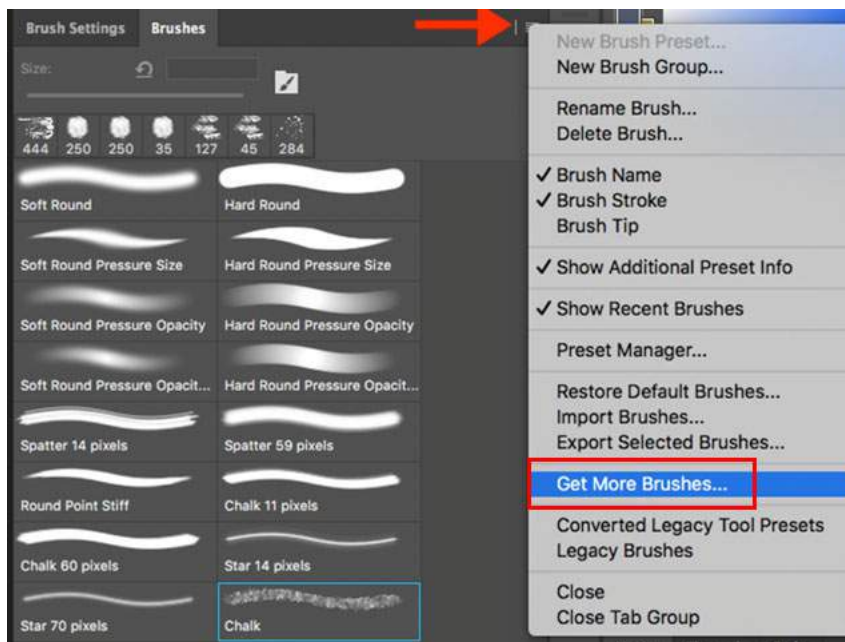 Brush Settings Brushes
Size:
444 250 250 35 127 45 284
Soft Round Hard Round
Soft Round Pressure Size Hard Round Pressure Size
Soft Round Pressure Opacity Hard Round Pressure Opacity
Soft Round Pressure Opacit... Hard Round Pressure Opacit...
Spatter 14 pixels Spatter 59 pixels
Round Point Stiff Chalk 11 pixels
Chalk 60 pixels Star 14 pixels
Star 70 pixels Chalk
New Brush Preset...
New Brush Group...
Rename Brush...
Delete Brush...
Brush Name
Brush Stroke
Brush Tip
Show Additional Preset Info
Show Recent Brushes
Preset Manager...
Restore Default Brushes...
Import Brushes...
Export Selected Brushes...
Get More Brushes...
Converted Legacy Tool Presets
Legacy Brushes
Close
Close Tab Group